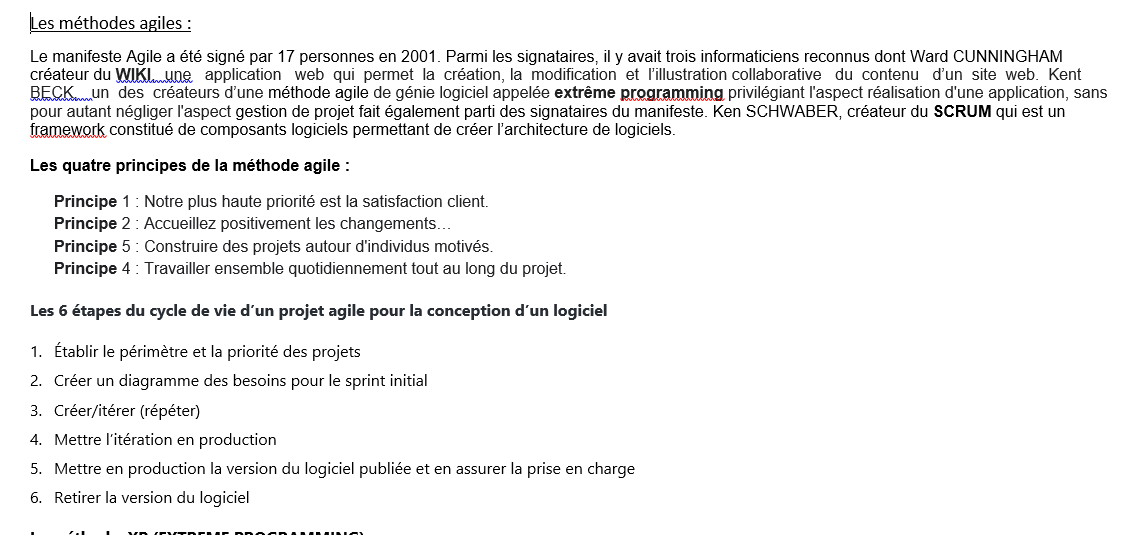 Les méthodes agiles :
Le manifeste Agile a été signé par 17 personnes en 2001. Parmi les signataires, il y avait trois informaticiens reconnus dont Ward CUNNINGHAM
créateur du WIKI, une application web qui permet la création, la modification et l’illustration collaborative du contenu d’un site web. Kent
BECK, un des créateurs d’une méthode agile de génie logiciel appelée extrême programming privilégiant l'aspect réalisation d'une application, sans
pour autant négliger l'aspect gestion de projet fait également parti des signataires du manifeste. Ken SCHWABER, créateur du SCRUM qui est un
framework constitué de composants logiciels permettant de créer l’architecture de logiciels.
Les quatre principes de la méthode agile :
Principe 1 : Notre plus haute priorité est la satisfaction client.
Principe 2 : Accueillez positivement les changements…
Principe 5 : Construire des projets autour d'individus motivés.
Principe 4 : Travailler ensemble quotidiennement tout au long du projet.
Les 6 étapes du cycle de vie d’un projet agile pour la conception d’un logiciel
1. Établir le périmètre et la priorité des projets
2. Créer un diagramme des besoins pour le sprint initial
3. Créer/itérer (répéter)
4. Mettre l’itération en production
5. Mettre en production la version du logiciel publiée et en assurer la prise en charge
6. Retirer la version du logiciel
XP (EXTREME PROGRAMMING)